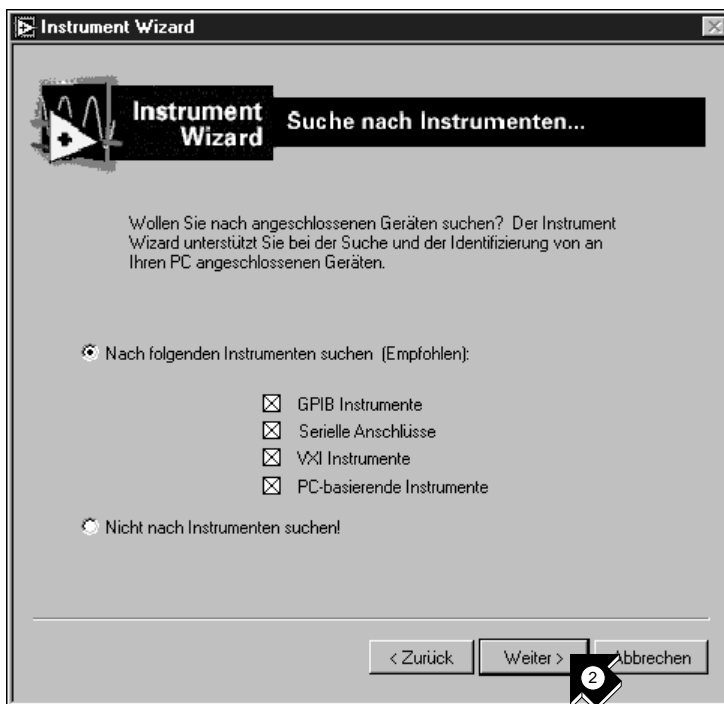 Instrument Wizard
Instrument
Wizard
Suche nach Instrumenten...
Wollen Sie nach angeschlossenen Geräten suchen? Der Instrument
Wizard unterstützt Sie bei der Suche und der Identifizierung von an
Ihren PC angeschlossenen Geräten.
Nach folgenden Instrumenten suchen (Empfohlen):
GPIB Instrumente
Serielle Anschlüsse
VXI Instrumente
PC-basierende Instrumente
Nicht nach Instrumenten suchen!
< Zurück
Weiter >
Abbrechen
2